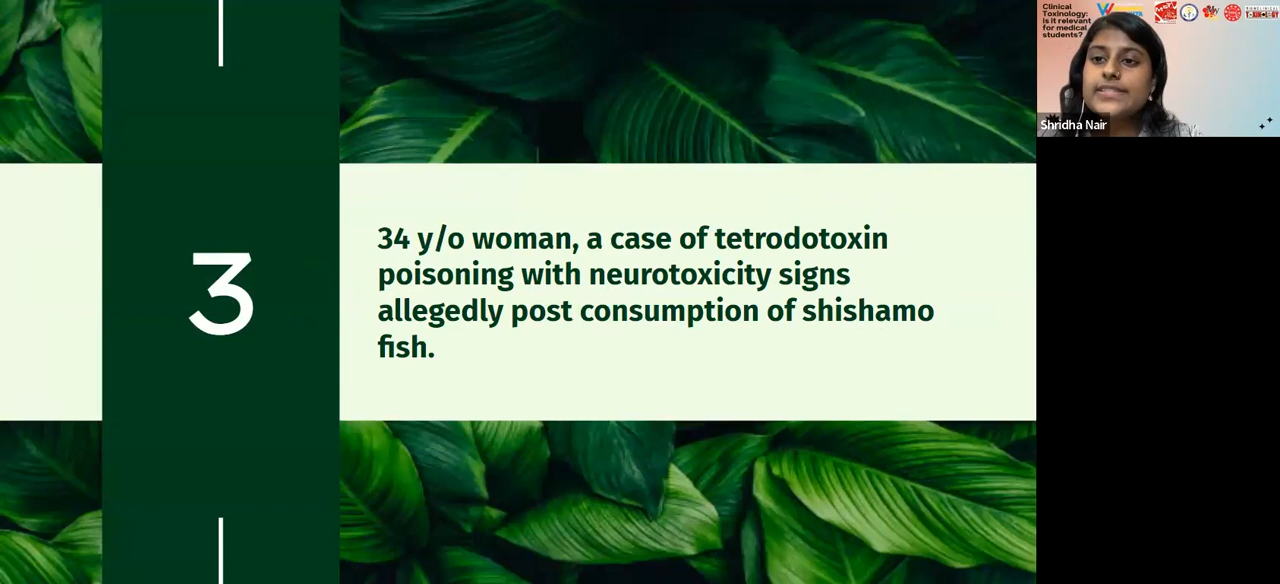 3
34 y/o woman, a case of tetrodotoxin
poisoning with neurotoxicity signs
allegedly post consumption of shishamo
fish.
Clinical
Toxinology:
is it relevant
for medical
students?
Shridha Nair